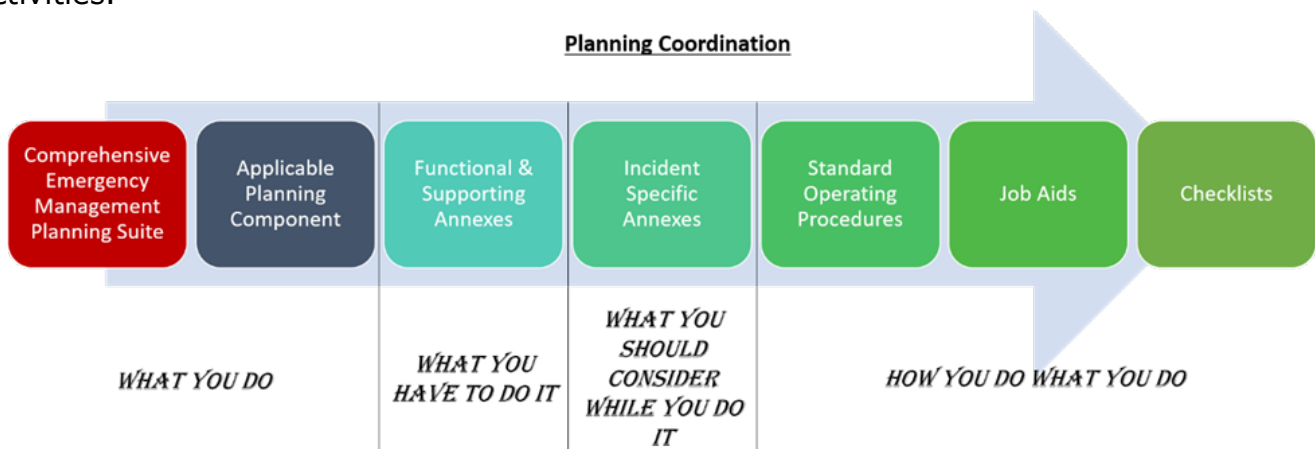 ctivities.
Planning Coordination
Comprehensive
Emergency
Management
Planning Suite
Applicable
Planning
Component
Functional &
Supporting
Annexes
Incident
Specific
Annexes
Standard
Operating
Procedures
Job Aids
Checklists
WHAT YOU DO
WHAT YOU
HAVE TO DO IT
WHAT YOU
SHOULD
CONSIDER
WHILE YOU DO
IT
HOW YOU DO WHAT YOU DO